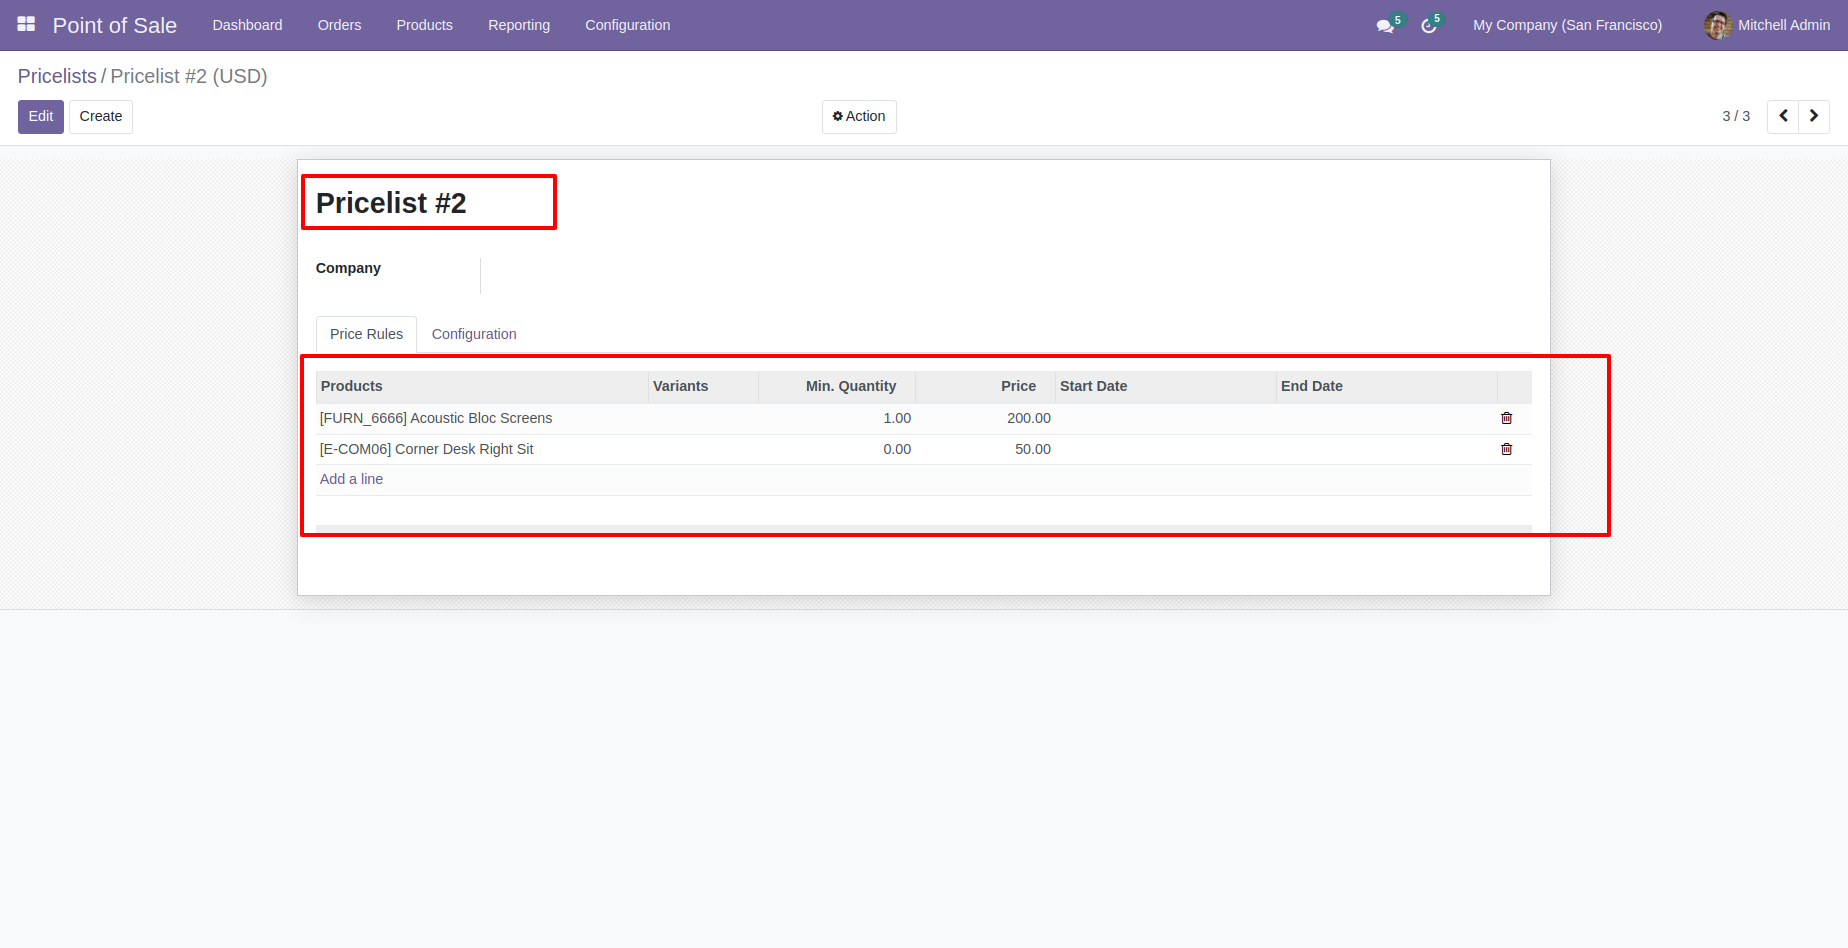 Point of Sale Dashboard Orders Products Reporting Configuration 5 5 My Company (San Francisco) Mitchell Admin
Pricelists / Pricelist #2 (USD)
Edit Create Action 3 / 3
Pricelist #2
Company
Price Rules Configuration
Products Variants Min. Quantity Price Start Date End Date
[FURN_6666] Acoustic Bloc Screens 1.00 200.00
[E-COM06] Corner Desk Right Sit 0.00 50.00
Add a line